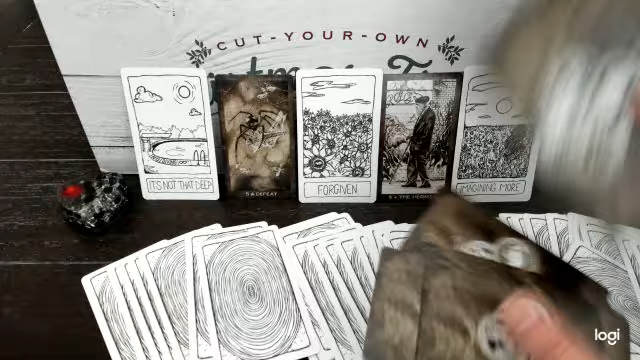 CUT-YOUR-OWN
IT'S NOT THAT DEEP
5 DEFEAT
FORGIVEN
9 THE HERMIT
IMAGINING MORE
logi